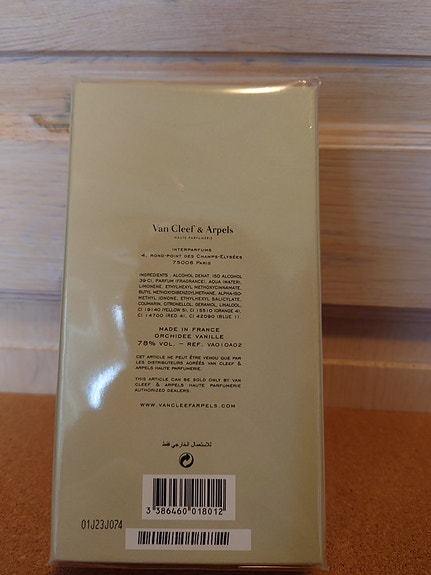 Van Cleef & Arpels
HAUTE PARFUMERIE
INTERPARFUMS
4, ROND-POINT DES CHAMPS-ELYSÉES
75008 PARIS
INGREDIENTS : ALCOHOL DENAT. (SD ALCOHOL
39-C), PARFUM (FRAGRANCE), AQUA (WATER),
LIMONENE, ETHYLHEXYL METHOXYCINNAMATE,
BUTYL METHOXYDIBENZOYLMETHANE, ALPHA-ISO-
METHYL IONONE, ETHYLHEXYL SALICYLATE,
COUMARIN, CITRONELLOL, GERANIOL, LINALOOL,
CI 19140 (YELLOW 5), CI 15510 (ORANGE 4),
CI 14700 (RED 4), CI 42090 (BLUE 1).
MADE IN FRANCE
ORCHIDEE VANILLE
78% VOL. - REF. VA010A02
CET ARTICLE NE PEUT ÊTRE VENDU QUE PAR
LES DISTRIBUTEURS AGRÉÉS VAN CLEEF &
ARPELS HAUTE PARFUMERIE.
THIS ARTICLE CAN BE SOLD ONLY BY VAN
CLEEF & ARPELS HAUTE PARFUMERIE
AUTHORIZED DEALERS.
WWW.VANCLEEFARPELS.COM
للاستعمال الخارجي فقط
3 386460 018012
01J23J074